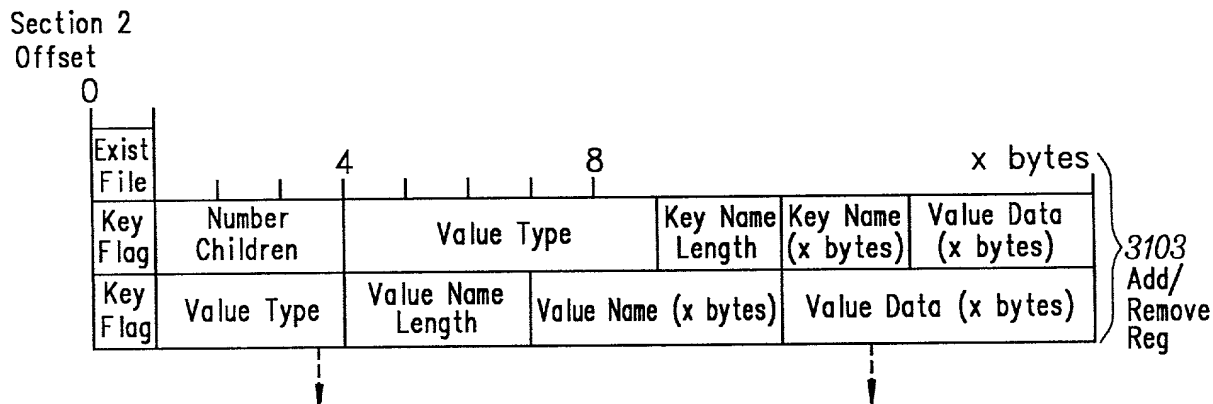 Section 2
Offset
0
Exist
File
4
8
x bytes
Key
Flag
Number
Children
Value Type
Key Name
Length
Key Name
(x bytes)
Value Data
(x bytes)
Key
Flag
Value Type
Value Name
Length
Value Name (x bytes)
Value Data (x bytes)
3103
Add/
Remove
Reg